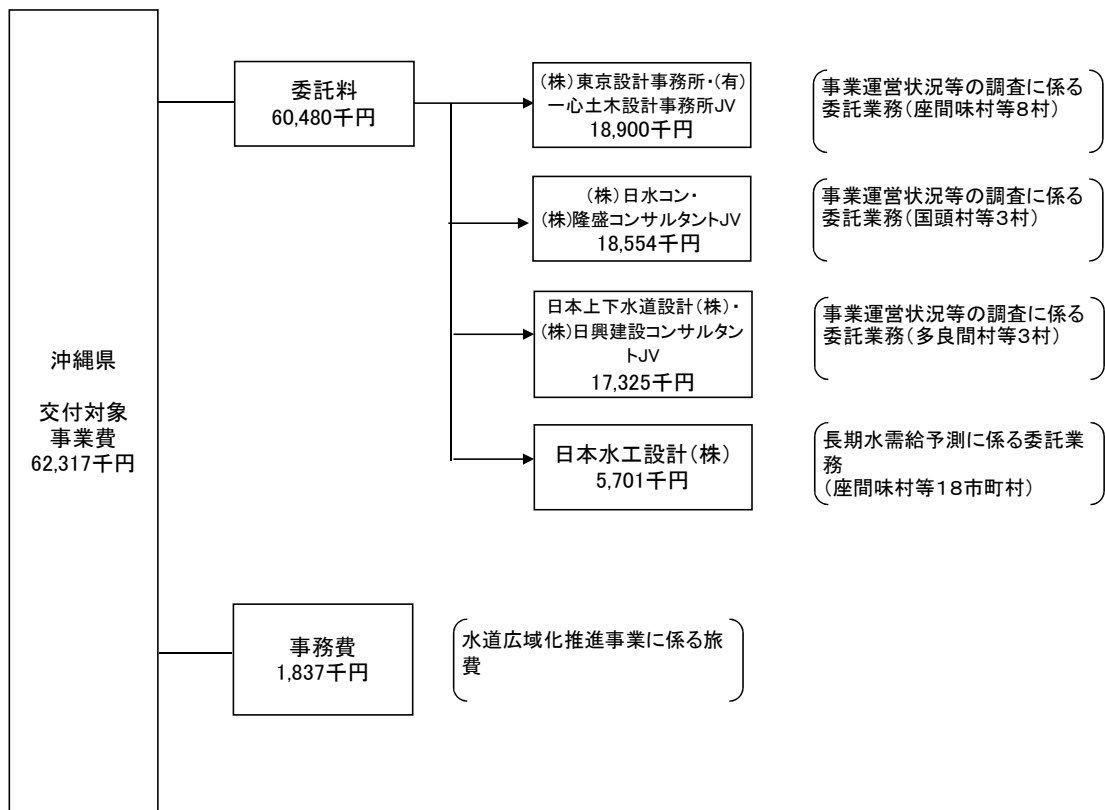 沖縄県
交付対象
事業費
62,317千円
委託料
60,480千円
(株)東京設計事務所・(有)
一心土木設計事務所JV
18,900千円
事業運営状況等の調査に係る
委託業務(座間味村等8村)
(株)日水コン・
(株)隆盛コンサルタントJV
18,554千円
事業運営状況等の調査に係る
委託業務(国頭村等3村)
日本上下水道設計(株)・
(株)日興建設コンサルタン
トJV
17,325千円
事業運営状況等の調査に係る
委託業務(多良間村等3村)
日本水工設計(株)
5,701千円
長期水需給予測に係る委託業
務
(座間味村等18市町村)
事務費
1,837千円
水道広域化推進事業に係る旅
費